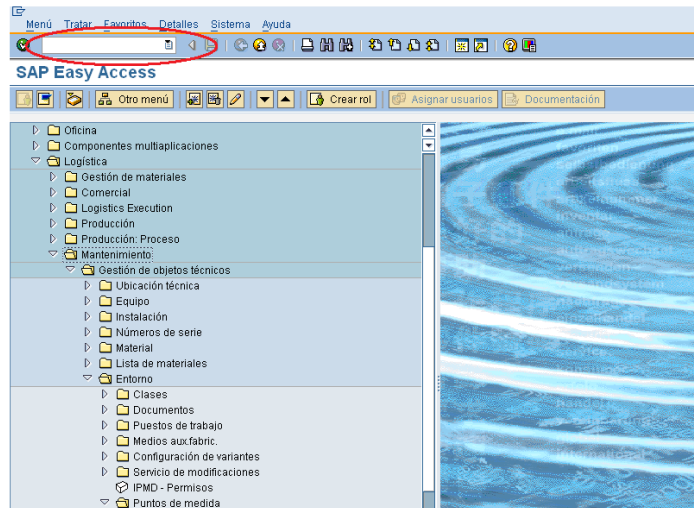 Menú Tratar Favoritos Detalles Sistema Ayuda
SAP Easy Access
Otro menú Crear rol Asignar usuarios Documentación
Oficina
Componentes multiaplicaciones
Logística
Gestión de materiales
Comercial
Logistics Execution
Producción
Producción: Proceso
Mantenimiento
Gestión de objetos técnicos
Ubicación técnica
Equipo
Instalación
Números de serie
Material
Lista de materiales
Entorno
Clases
Documentos
Puestos de trabajo
Medios aux.fabric.
Configuración de variantes
Servicio de modificaciones
IPMD - Permisos
Puntos de medida